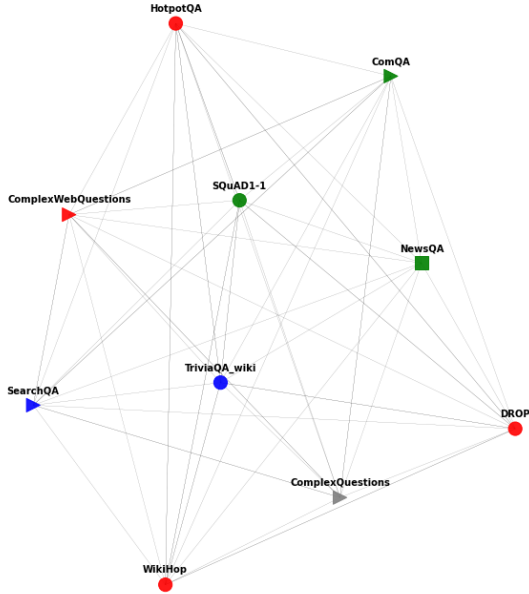 HotpotQA
ComQA
SQuAD1-1
ComplexWebQuestions
NewsQA
TriviaQA_wiki
SearchQA
DROP
ComplexQuestions
WikiHop